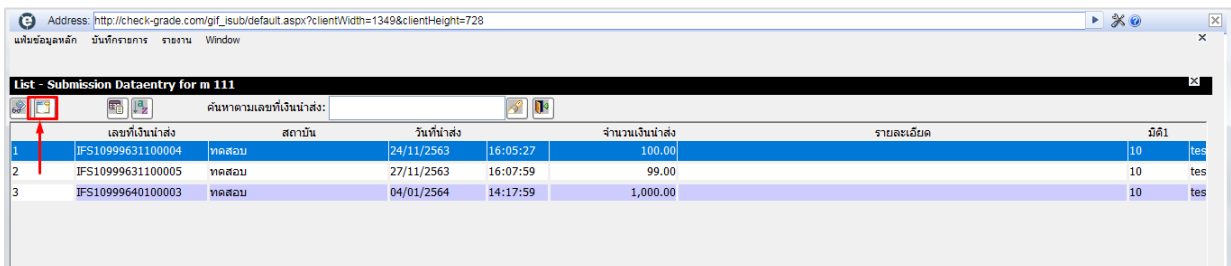 Address: http://check-grade.com/gif_isub/default.aspx?clientWidth=1349&clientHeight=728
แฟ้มข้อมูลหลัก บันทึกรายการ รายงาน Window
List - Submission Dataentry for m 111
ค้นหาตามเลขที่เงินนำส่ง:
เลขที่เงินนำส่ง สถาบัน วันที่นำส่ง จำนวนเงินนำส่ง รายละเอียด มิติ1
1 IFS10999631100004 ทดสอบ 24/11/2563 16:05:27 100.00 10 tes
2 IFS10999631100005 ทดสอบ 27/11/2563 16:07:59 99.00 10 tes
3 IFS10999640100003 ทดสอบ 04/01/2564 14:17:59 1,000.00 10 tes